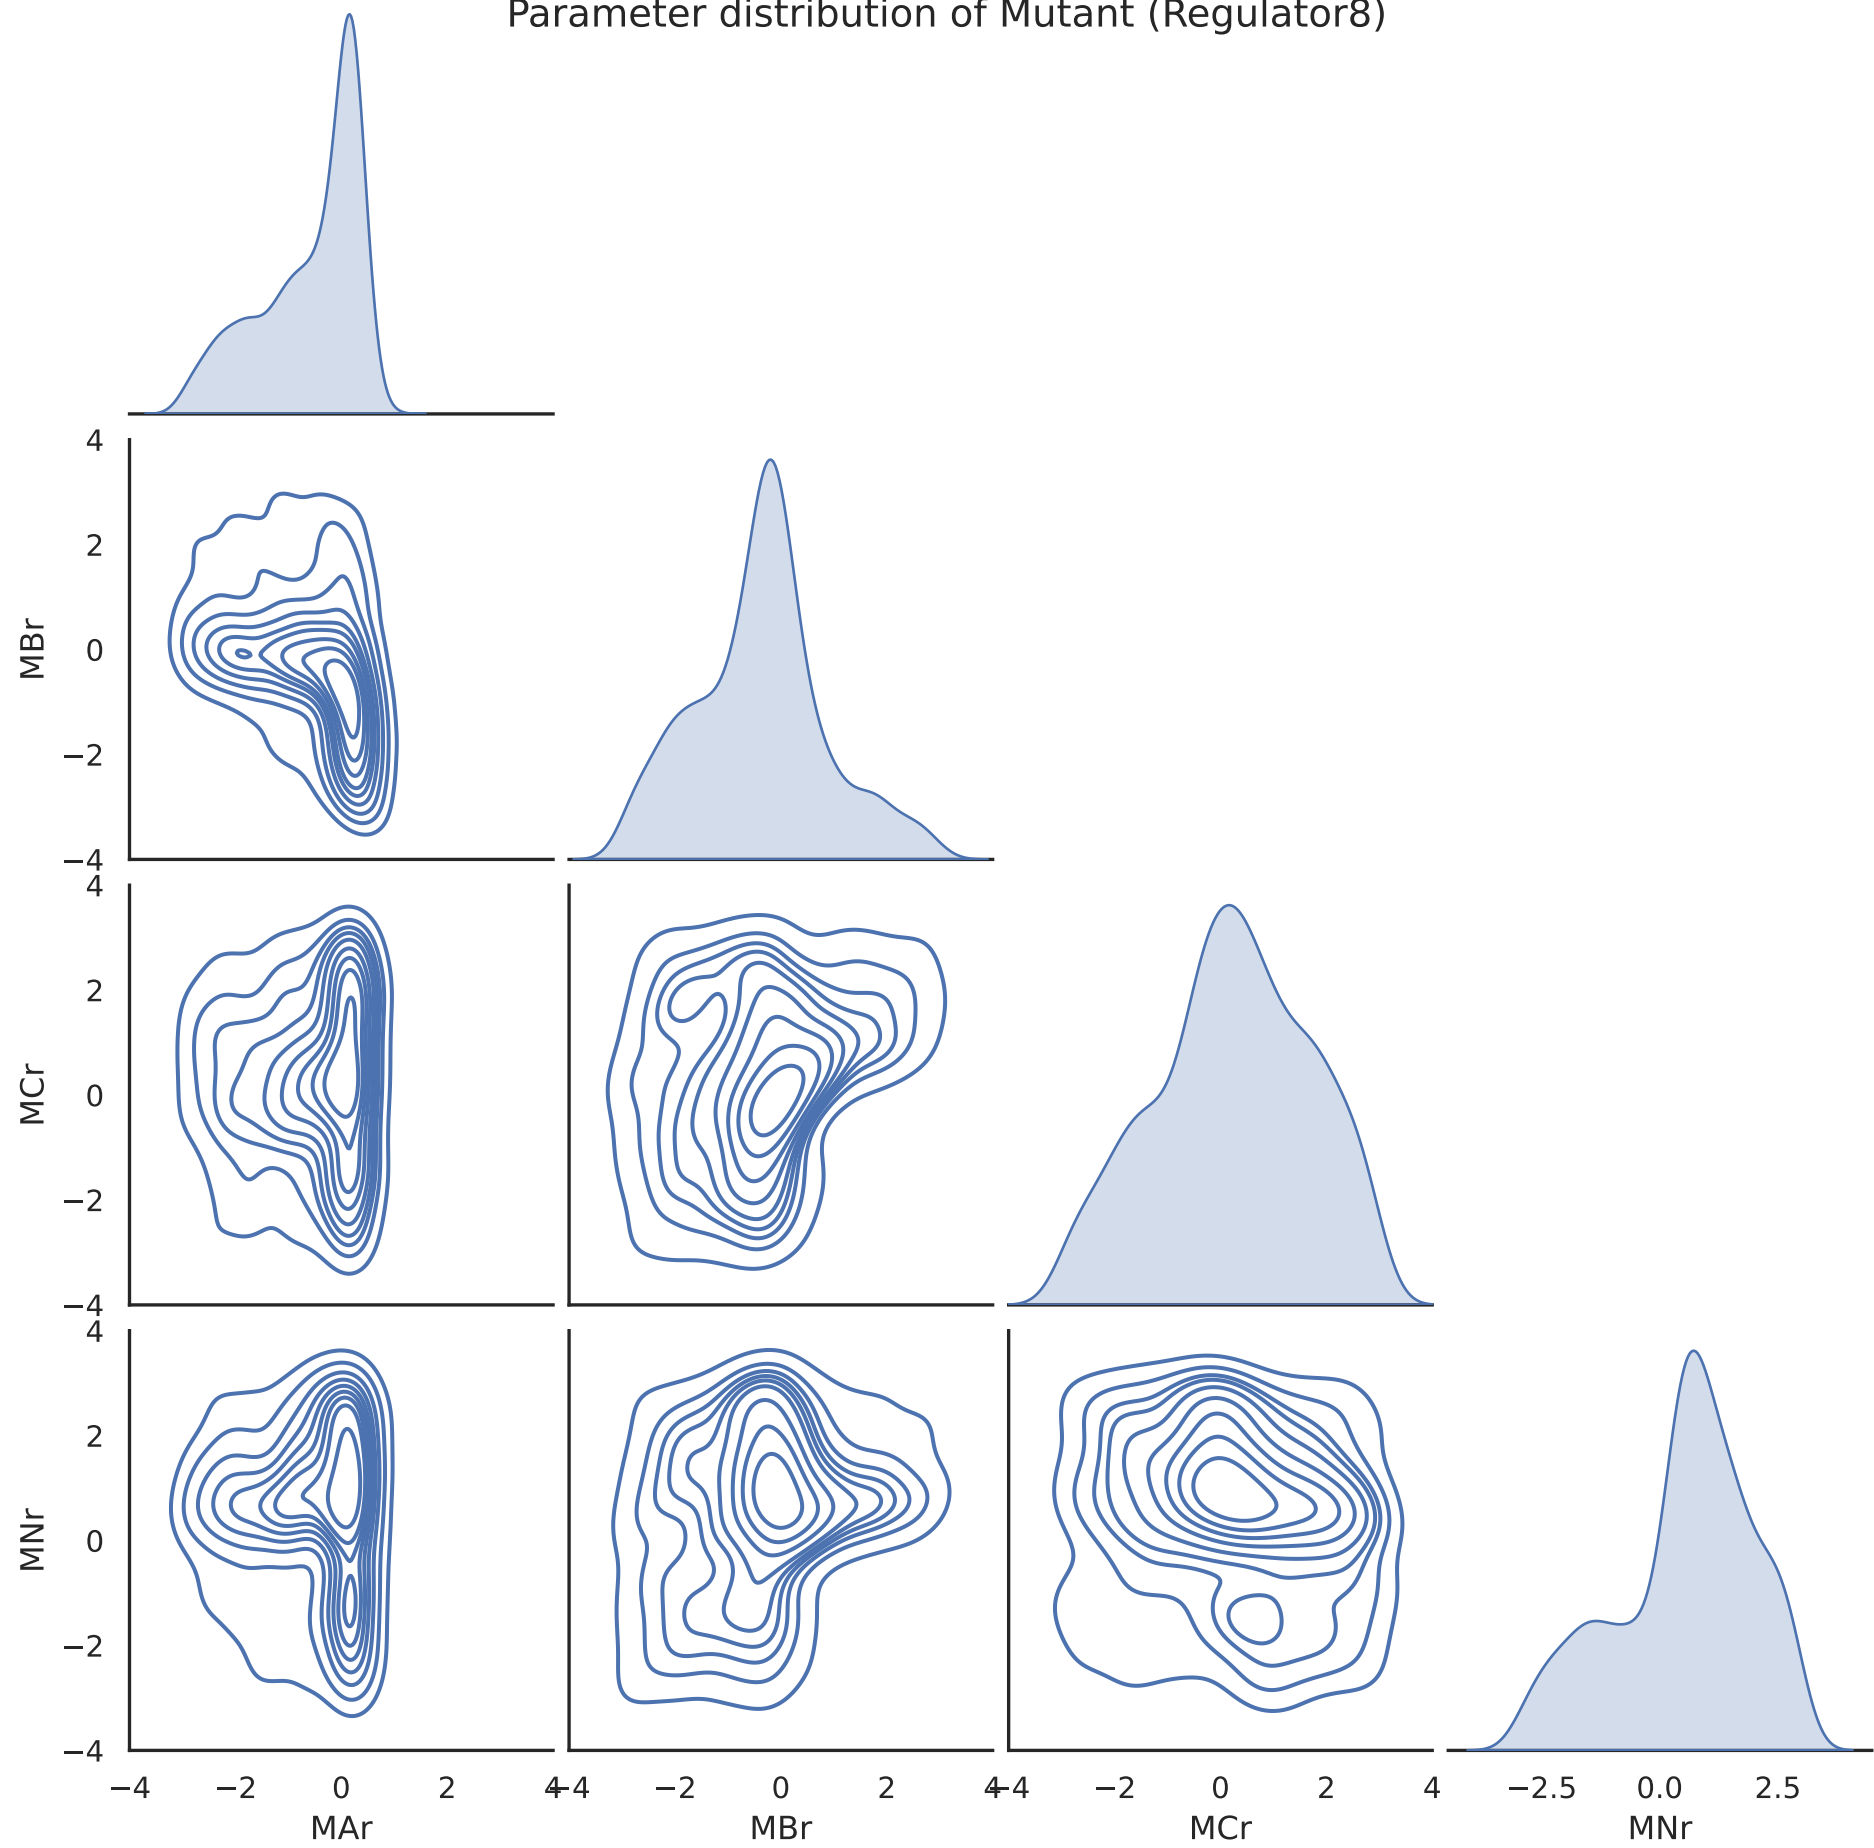 Parameter distribution of Mutant (Regulator8)
4
2
0
−2
−4
MBr
4
2
0
−2
−4
MCr
4
2
0
−2
−4
MNr
−4 −2 0 2 4
−4 −2 0 2 4
−4 −2 0 2 4
−2.5 0.0 2.5
MAr MBr MCr MNr